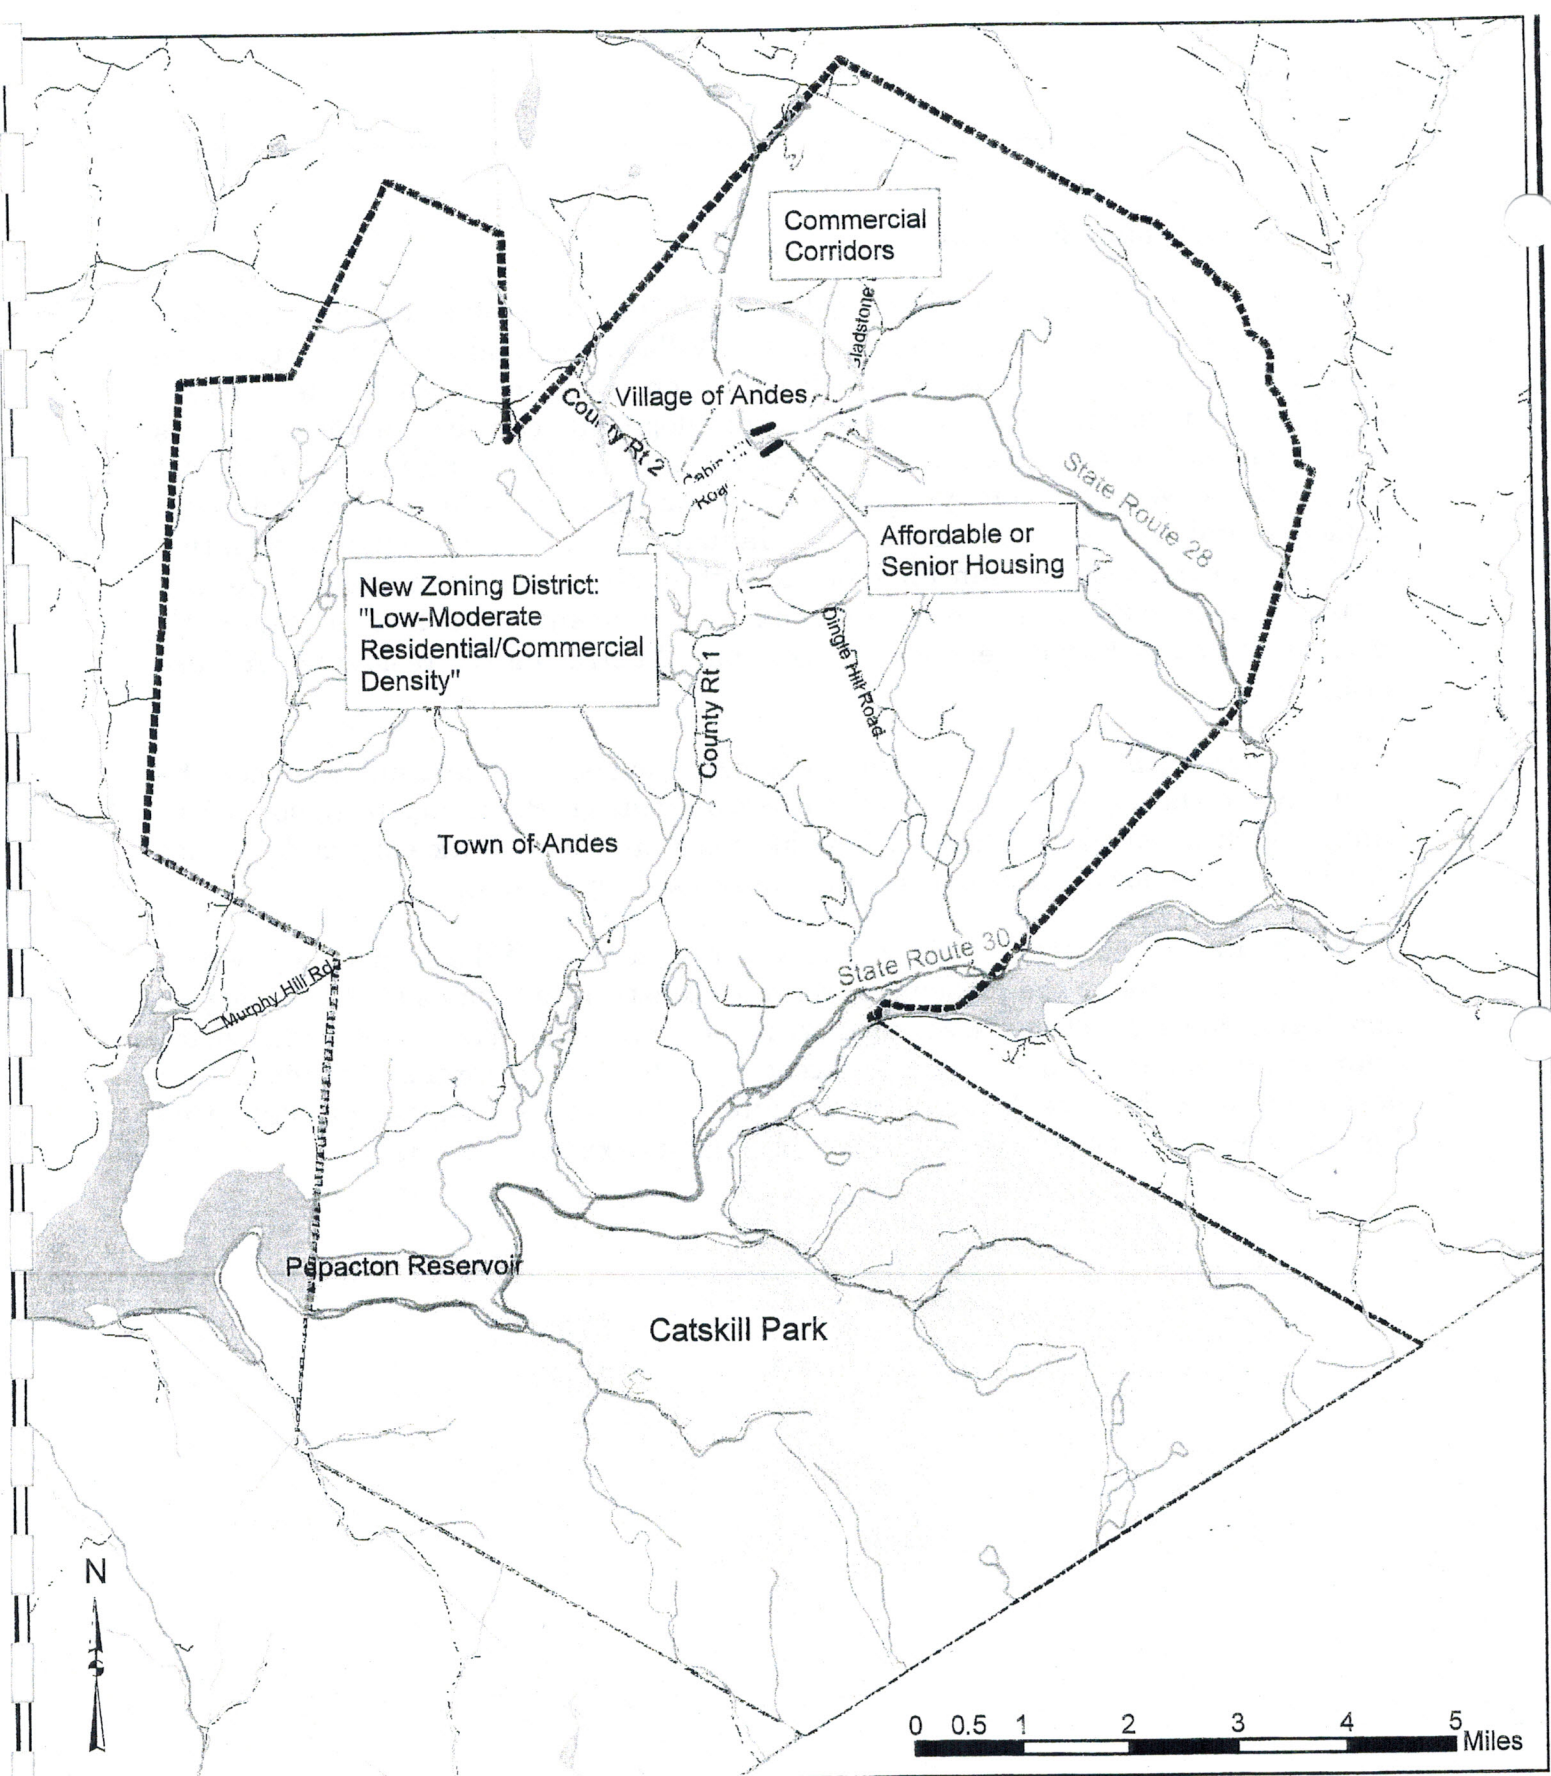 Commercial
Corridors
Gladstone
Village of Andes
County Rt 2
Road
State Route 28
Affordable or
Senior Housing
New Zoning District:
"Low-Moderate
Residential/Commercial
Density"
Dingle Hill Road
County Rt 1
Town of Andes
State Route 30
Murphy Hill Rd
Pepacton Reservoir
Catskill Park
N
0 0.5 1 2 3 4 5
Miles